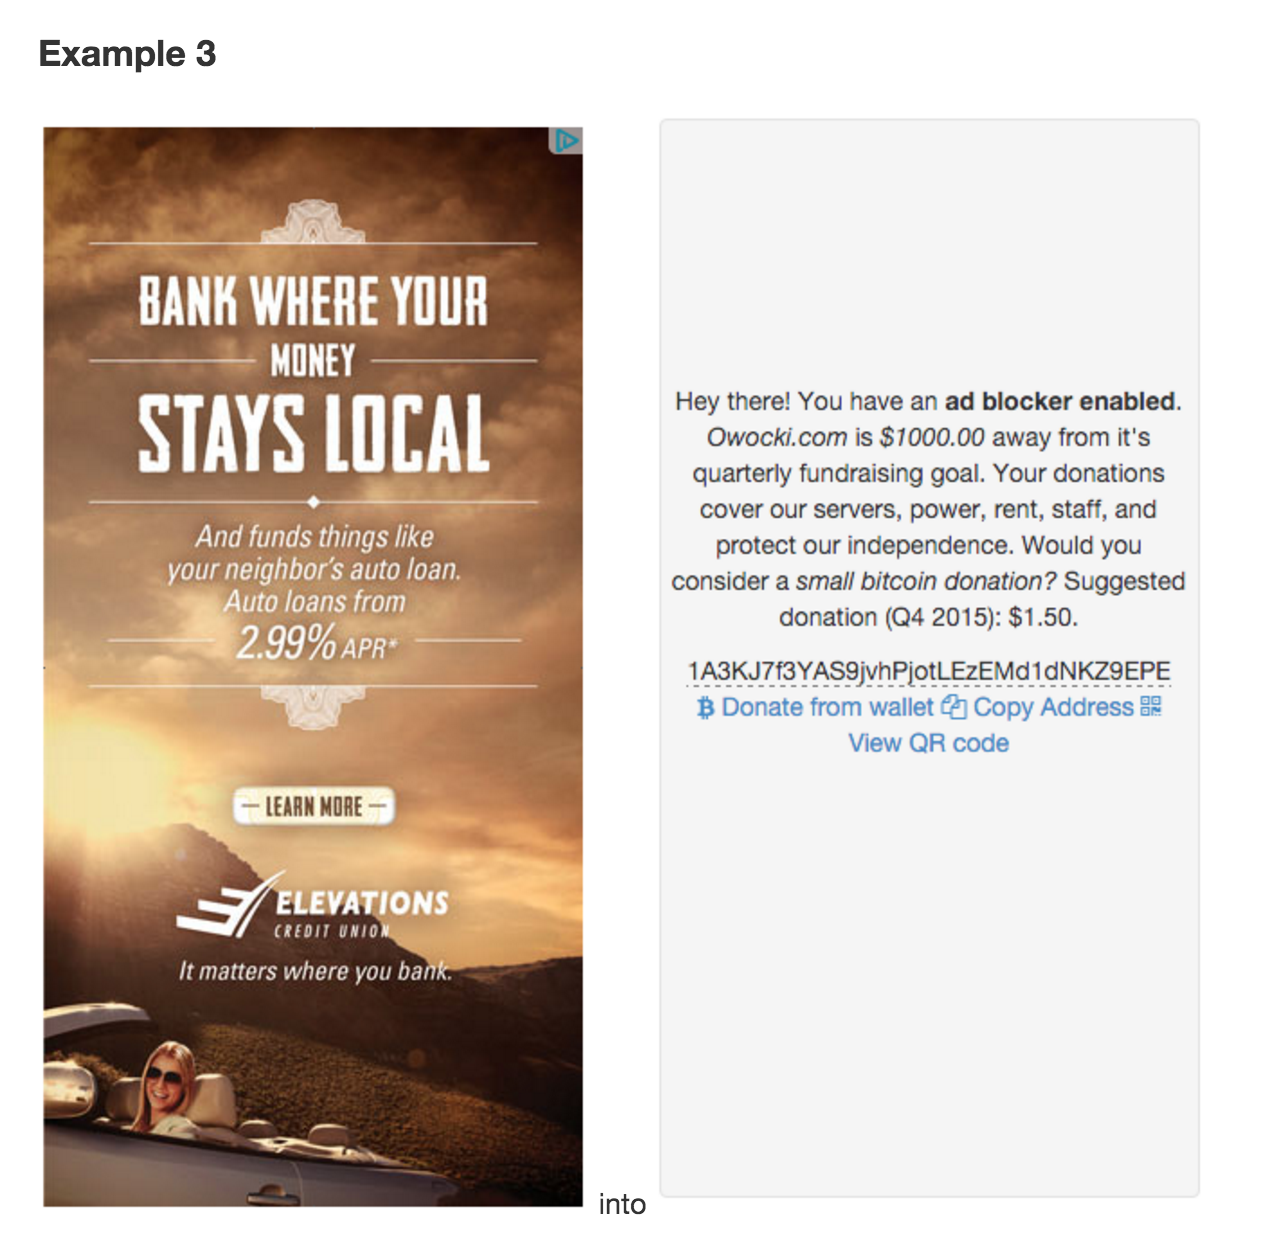 Example 3
BANK WHERE YOUR
MONEY
STAYS LOCAL
And funds things like
your neighbor's auto loan.
Auto loans from
2.99% APR*
LEARN MORE
ELEVATIONS
CREDIT UNION
It matters where you bank.
into
Hey there! You have an ad blocker enabled.
Owocki.com is $1000.00 away from it's
quarterly fundraising goal. Your donations
cover our servers, power, rent, staff, and
protect our independence. Would you
consider a small bitcoin donation? Suggested
donation (Q4 2015): $1.50.
1A3KJ7f3YAS9jvhPjotLEzEMd1dNKZ9EPE
Donate from wallet Copy Address
View QR code